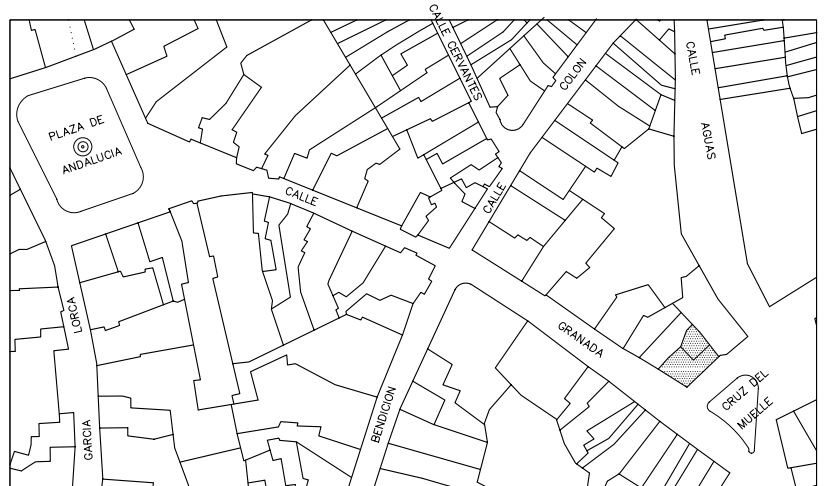 CALLE CERVANTES
COLON
CALLE
AGUAS
PLAZA DE
ANDALUCIA
CALLE
CALLE
LORCA
GRANADA
CRUZ DEL
MUELLE
BENDICION
GARCIA